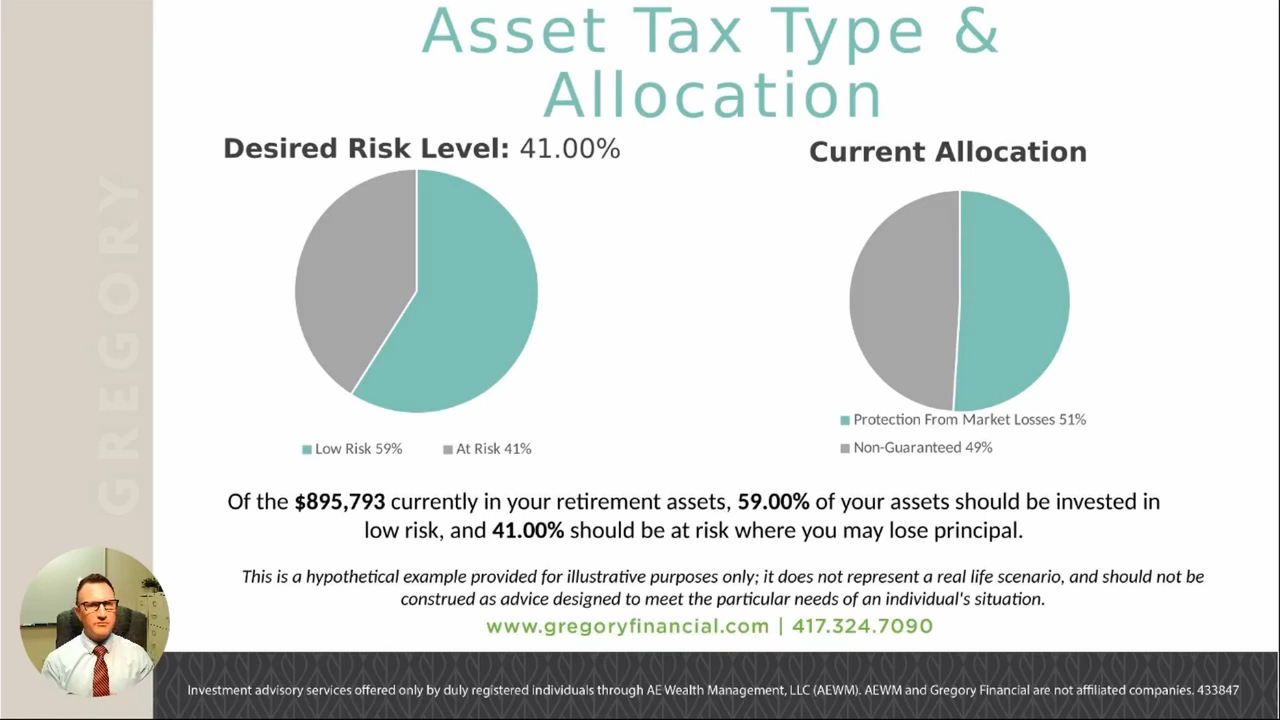 Asset Tax Type &
Allocation
Desired Risk Level: 41.00%
Current Allocation
Low Risk 59%
At Risk 41%
Protection From Market Losses 51%
Non-Guaranteed 49%
Of the $895,793 currently in your retirement assets, 59.00% of your assets should be invested in
low risk, and 41.00% should be at risk where you may lose principal.
This is a hypothetical example provided for illustrative purposes only; it does not represent a real life scenario, and should not be
construed as advice designed to meet the particular needs of an individual's situation.
www.gregoryfinancial.com | 417.324.7090
GREGORY
Investment advisory services offered only by duly registered individuals through AE Wealth Management, LLC (AEWM). AEWM and Gregory Financial are not affiliated companies. 433847